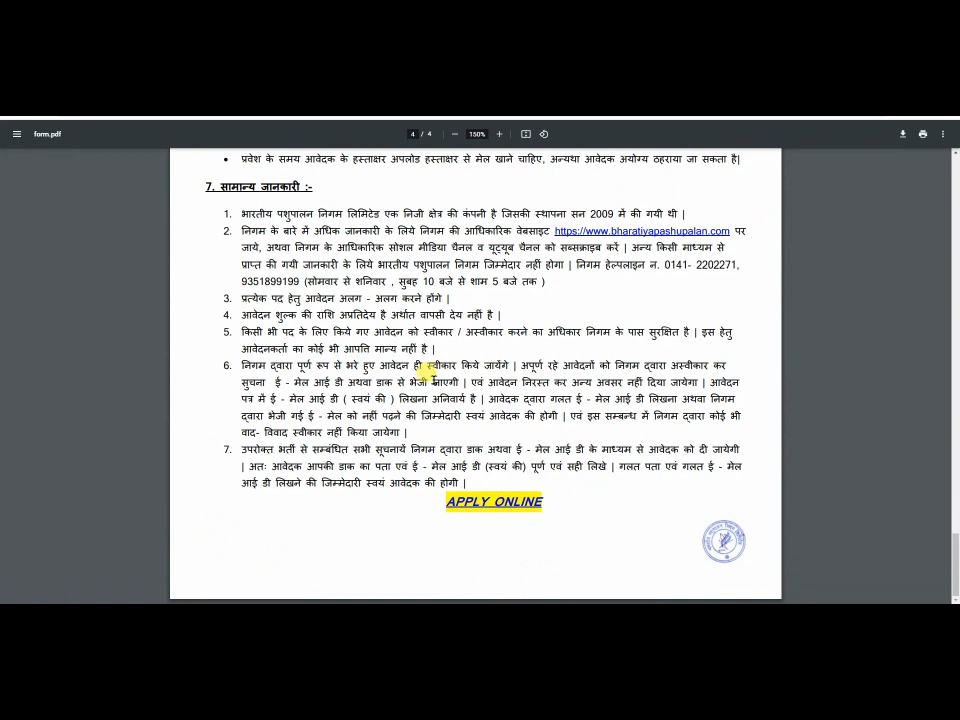 form.pdf
4 / 4
150%
• प्रवेश के समय आवेदक के हस्ताक्षर अपलोड हस्ताक्षर से मेल खाने चाहिए, अन्यथा आवेदक अयोग्य ठहराया जा सकता है|
7. सामान्य जानकारी :-
1. भारतीय पशुपालन निगम लिमिटेड एक निजी क्षेत्र की कंपनी है जिसकी स्थापना सन 2009 में की गयी थी |
2. निगम के बारे में अधिक जानकारी के लिये निगम की आधिकारिक वेबसाइट https://www.bharatiyapashupalan.com पर
जाये, अथवा निगम के आधिकारिक सोशल मीडिया चैनल व यूट्यूब चैनल को सब्सक्राइब करें | अन्य किसी माध्यम से
प्राप्त की गयी जानकारी के लिये भारतीय पशुपालन निगम जिम्मेदार नहीं होगा | निगम हेल्पलाइन न. 0141- 2202271,
9351899199 (सोमवार से शनिवार , सुबह 10 बजे से शाम 5 बजे तक )
3. प्रत्येक पद हेतु आवेदन अलग - अलग करने होंगे |
4. आवेदन शुल्क की राशि अप्रतिदेय है अर्थात वापसी देय नहीं है |
5. किसी भी पद के लिए किये गए आवेदन को स्वीकार / अस्वीकार करने का अधिकार निगम के पास सुरक्षित है | इस हेतु
आवेदनकर्ता का कोई भी आपत्ति मान्य नहीं है |
6. निगम द्वारा पूर्ण रूप से भरे हुए आवेदन ही स्वीकार किये जायेंगे | अपूर्ण रहे आवेदनों को निगम द्वारा अस्वीकार कर
सूचना ई - मेल आई डी अथवा डाक से भेजी जाएगी | एवं आवेदन निरस्त कर अन्य अवसर नहीं दिया जायेगा | आवेदन
पत्र में ई - मेल आई डी ( स्वयं की ) लिखना अनिवार्य है | आवेदक द्वारा गलत ई - मेल आई डी लिखना अथवा निगम
द्वारा भेजी गई ई - मेल को नहीं पढ़ने की जिम्मेदारी स्वयं आवेदक की होगी | एवं इस सम्बन्ध में निगम द्वारा कोई भी
वाद- विवाद स्वीकार नहीं किया जायेगा |
7. उपरोक्त भर्ती से सम्बंधित सभी सूचनायें निगम द्वारा डाक अथवा ई - मेल आई डी के माध्यम से आवेदक को दी जायेगी
| अतः आवेदक आपकी डाक का पता एवं ई - मेल आई डी (स्वयं की) पूर्ण एवं सही लिखे | गलत पता एवं गलत ई - मेल
आई डी लिखने की जिम्मेदारी स्वयं आवेदक की होगी |
APPLY ONLINE